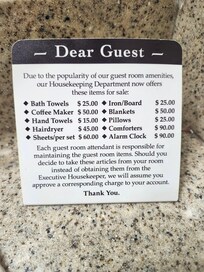 — Dear Guest —
Due to the popularity of our guest room amenities,
our Housekeeping Department now offers
these items for sale:
◆ Bath Towels $ 25.00 ◆ Iron/Board $ 25.00
◆ Coffee Maker $ 50.00 ◆ Blankets $ 50.00
◆ Hand Towels $ 15.00 ◆ Pillows $ 25.00
◆ Hairdryer $ 45.00 ◆ Comforters $ 90.00
◆ Sheets/per set $ 60.00 ◆ Alarm Clock $ 90.00
Each guest room attendant is responsible for
maintaining the guest room items. Should you
decide to take these articles from your room
instead of obtaining them from the
Executive Housekeeper, we will assume you
approve a corresponding charge to your account.
Thank You.